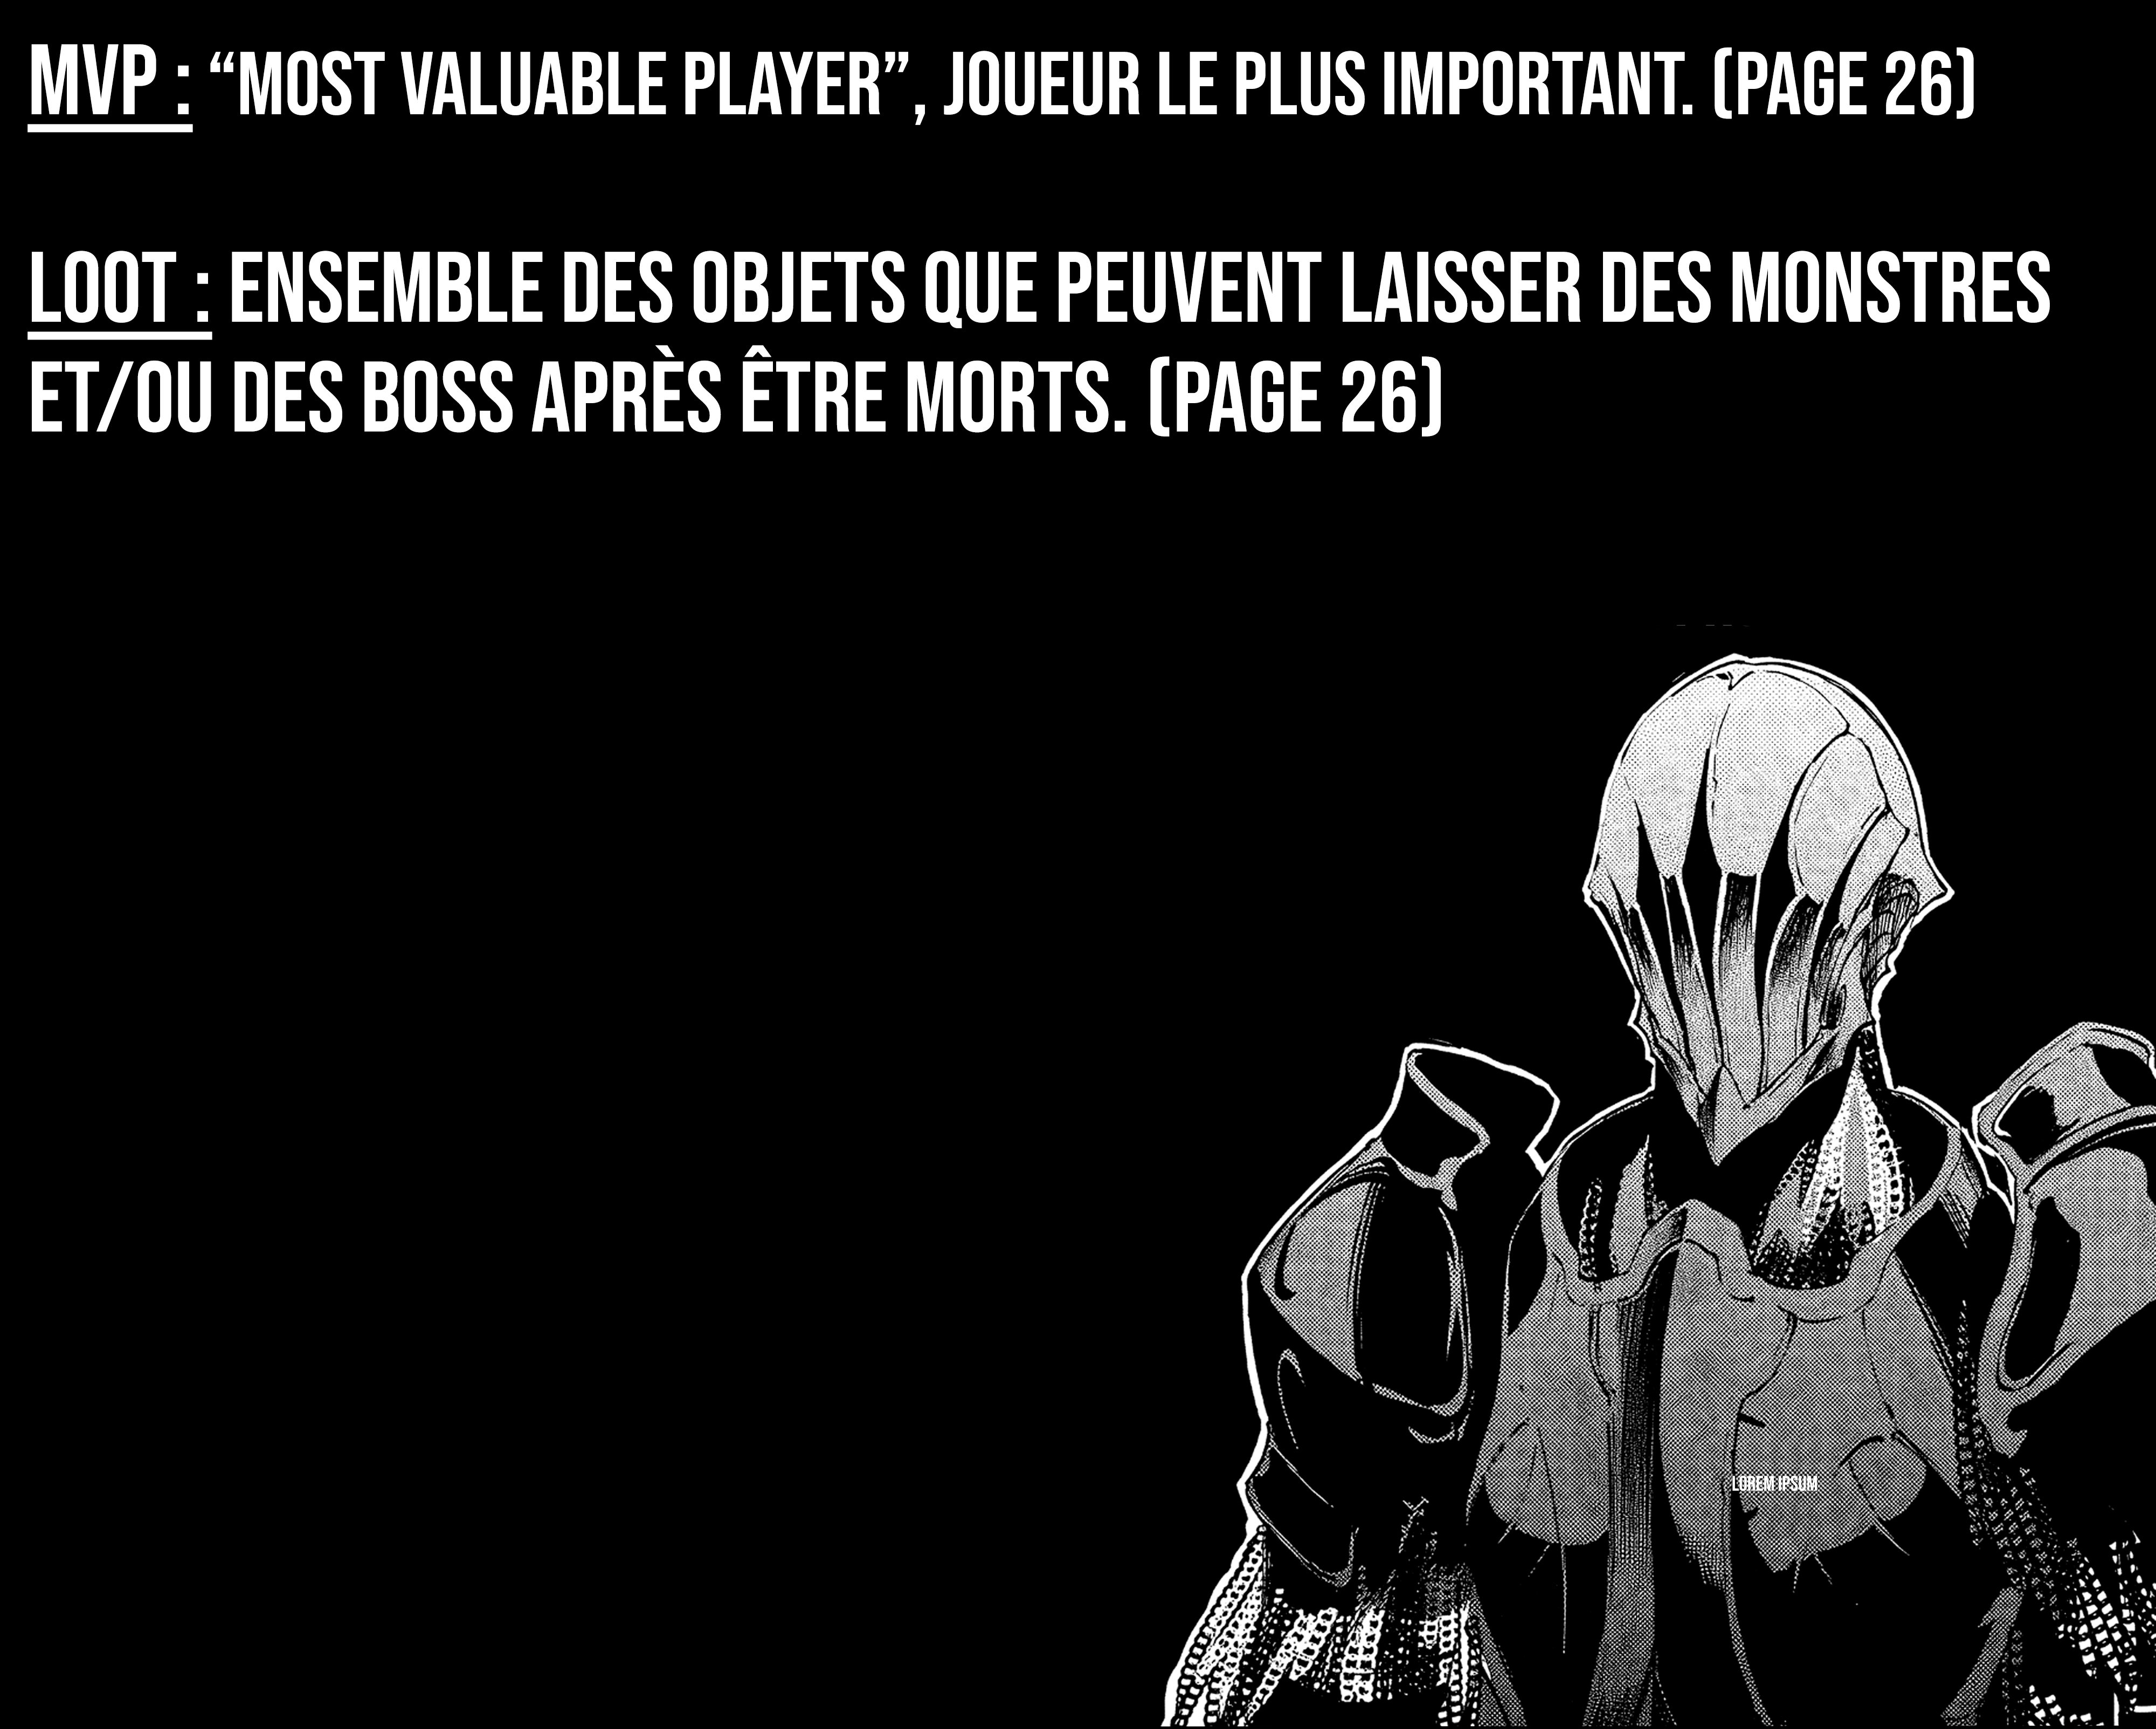 MVP : “MOST VALUABLE PLAYER”, JOUEUR LE PLUS IMPORTANT. (PAGE 26)
LOOT : ENSEMBLE DES OBJETS QUE PEUVENT LAISSER DES MONSTRES
ET/OU DES BOSS APRÈS ÊTRE MORTS. (PAGE 26)
LOREM IPSUM